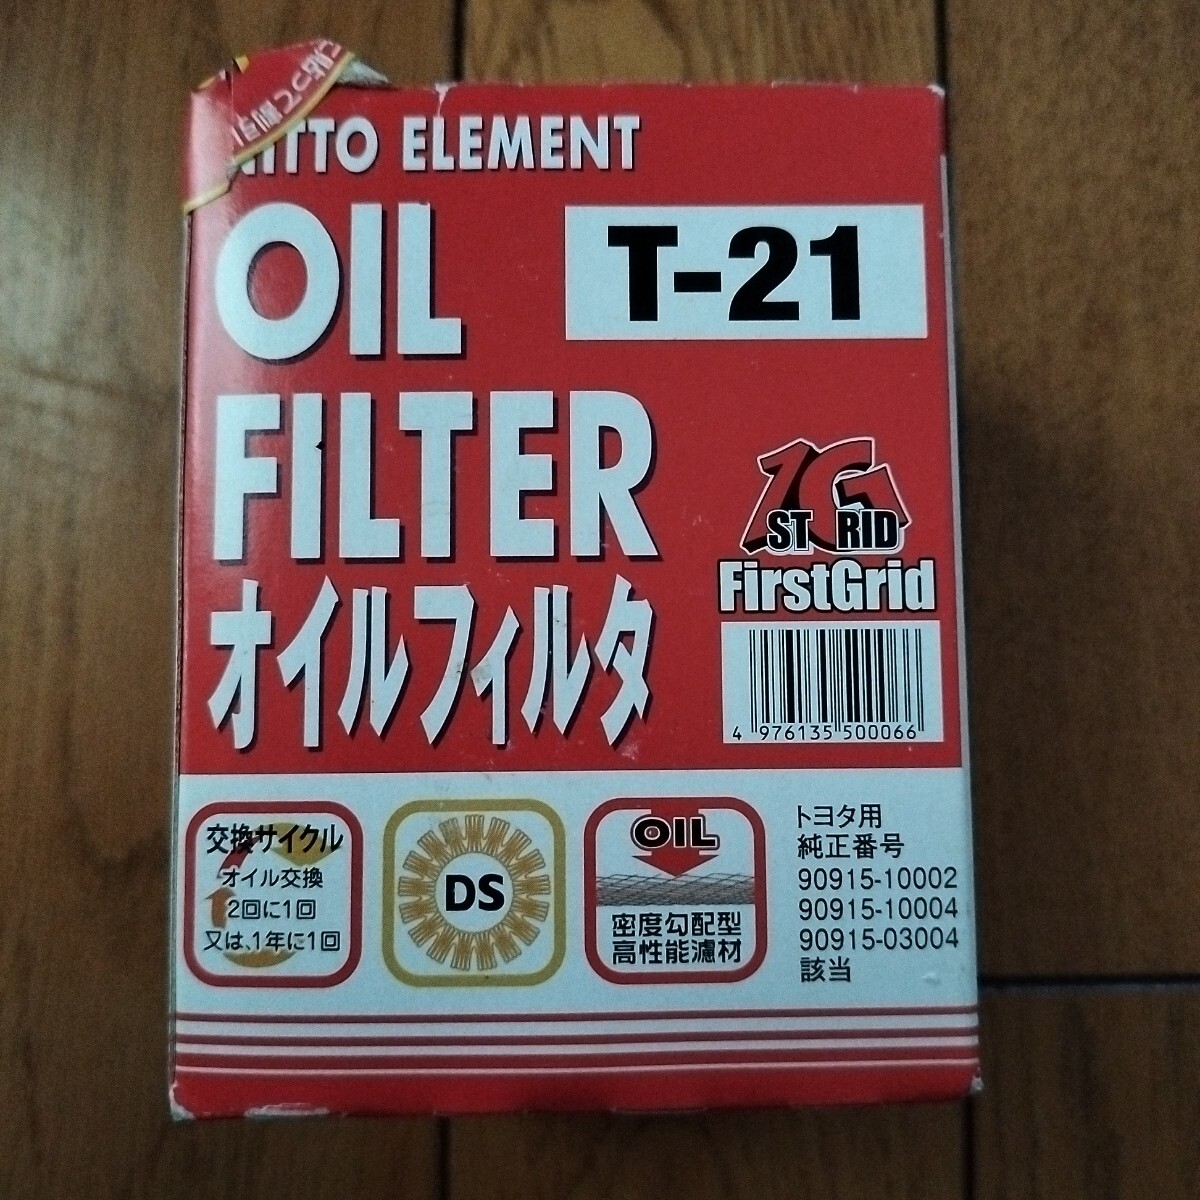 NITTO ELEMENT
OIL
T-21
FILTER
オイルフィルタ
1G
ST RID
FirstGrid
4 976135 500066
交換サイクル
オイル交換
2回に1回
又は、1年に1回
DS
OIL
密度勾配型
高性能濾材
トヨタ用
純正番号
90915-10002
90915-10004
90915-03004
該当